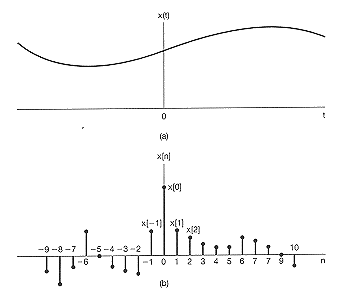 x(t)
0 t
(a)
x[n]
x[0]
x[−1] x[1] x[2]
−9 −8 −7 −5 −4 −3 −2 10
−6 −1 0 1 2 3 4 5 6 7 8 9 n
(b)